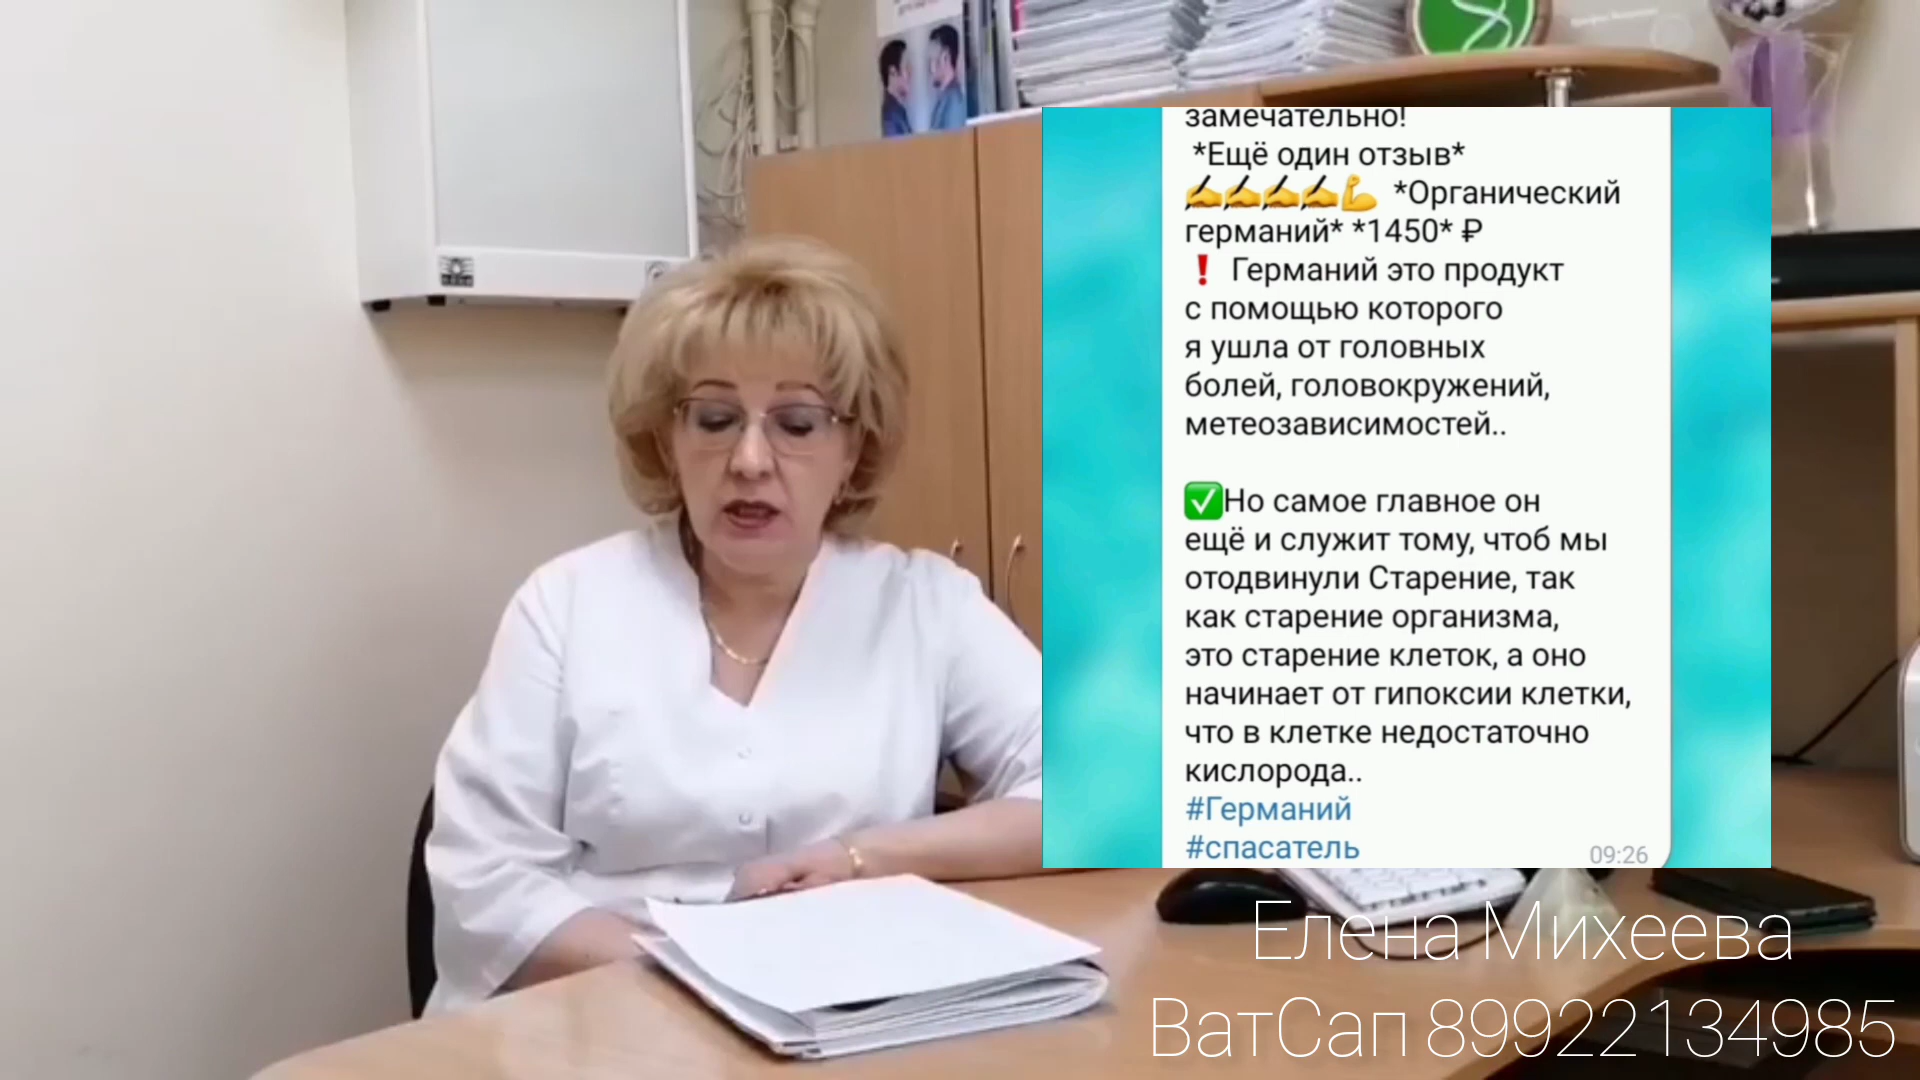 замечательно!
*Ещё один отзыв*
✍✍✍✍💪 *Органический
германий* *1450* ₽
❗ Германий это продукт
с помощью которого
я ушла от головных
болей, головокружений,
метеозависимостей..
✅Но самое главное он
ещё и служит тому, чтоб мы
отодвинули Старение, так
как старение организма,
это старение клеток, а оно
начинает от гипоксии клетки,
что в клетке недостаточно
кислорода..
#Германий
#спасатель
09:26
Елена Михеева
ВатСап 89922134985